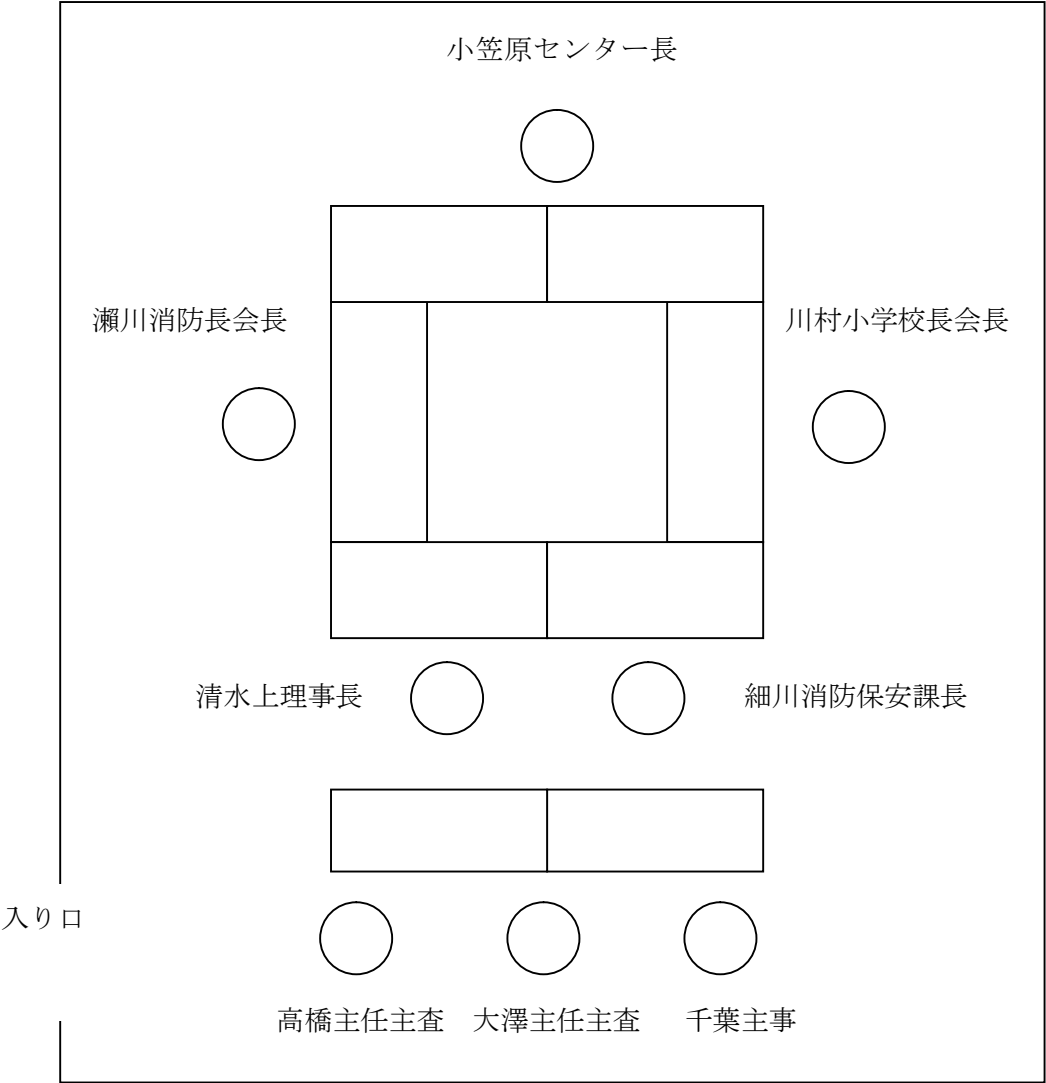 小笠原センター長
瀬川消防長会長
川村小学校長会長
清水上理事長
細川消防保安課長
入り口
高橋主任主査 大澤主任主査 千葉主事